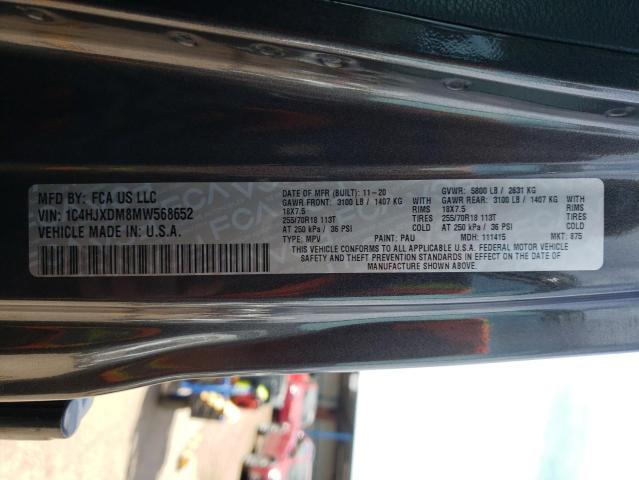 MFD BY: FCA US LLC
VIN: 1C4HJXDM8MW568652
VEHICLE MADE IN: U.S.A.
DATE OF MFR (BUILT): 11-20
GAWR FRONT: 3100 LB / 1407 KG
18X7.5 RIMS
255/70R18 113T TIRES
AT 250 kPa / 36 PSI COLD
TYPE: MPV PAINT: PAU
GVWR: 5800 LB / 2631 KG
GAWR REAR: 3100 LB / 1407 KG
18X7.5 RIMS
255/70R18 113T TIRES
AT 250 kPa / 36 PSI COLD
MDH: 111415 MKT: 875
THIS VEHICLE CONFORMS TO ALL APPLICABLE U.S.A. FEDERAL MOTOR VEHICLE
SAFETY AND THEFT PREVENTION STANDARDS IN EFFECT ON THE DATE OF
MANUFACTURE SHOWN ABOVE.